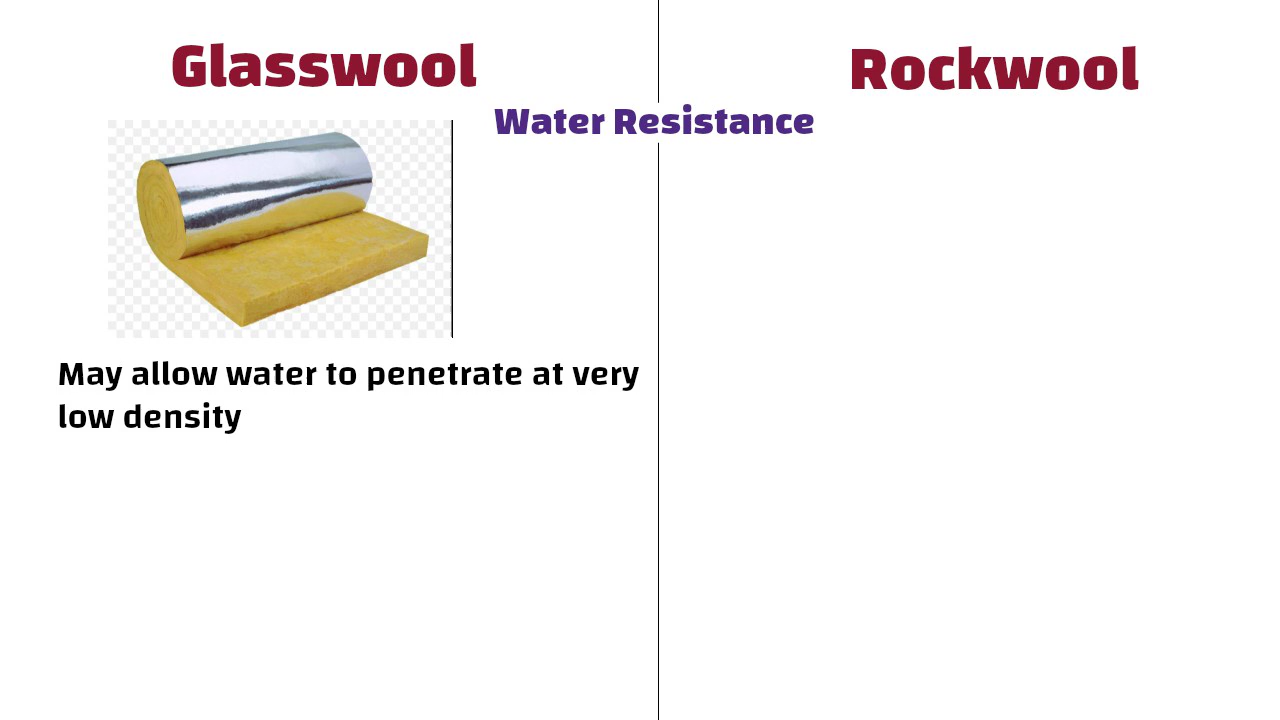 Glasswool
Rockwool
Water Resistance
May allow water to penetrate at very
low density